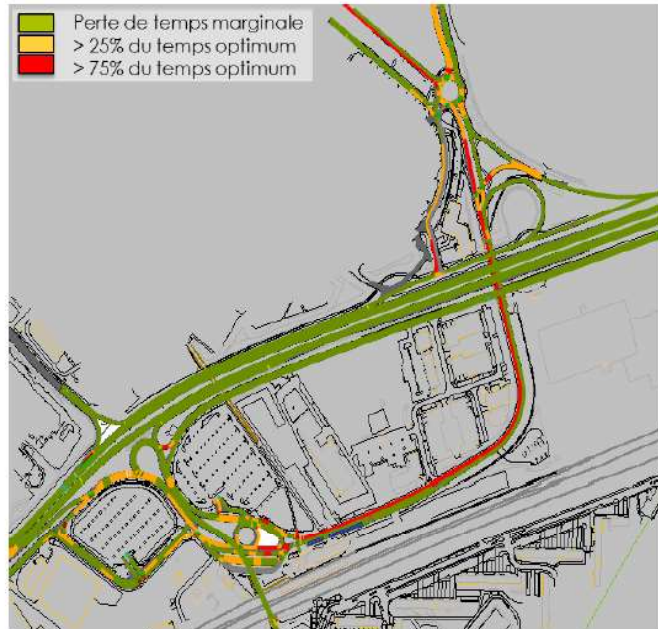 Perte de temps marginale
> 25% du temps optimum
> 75% du temps optimum